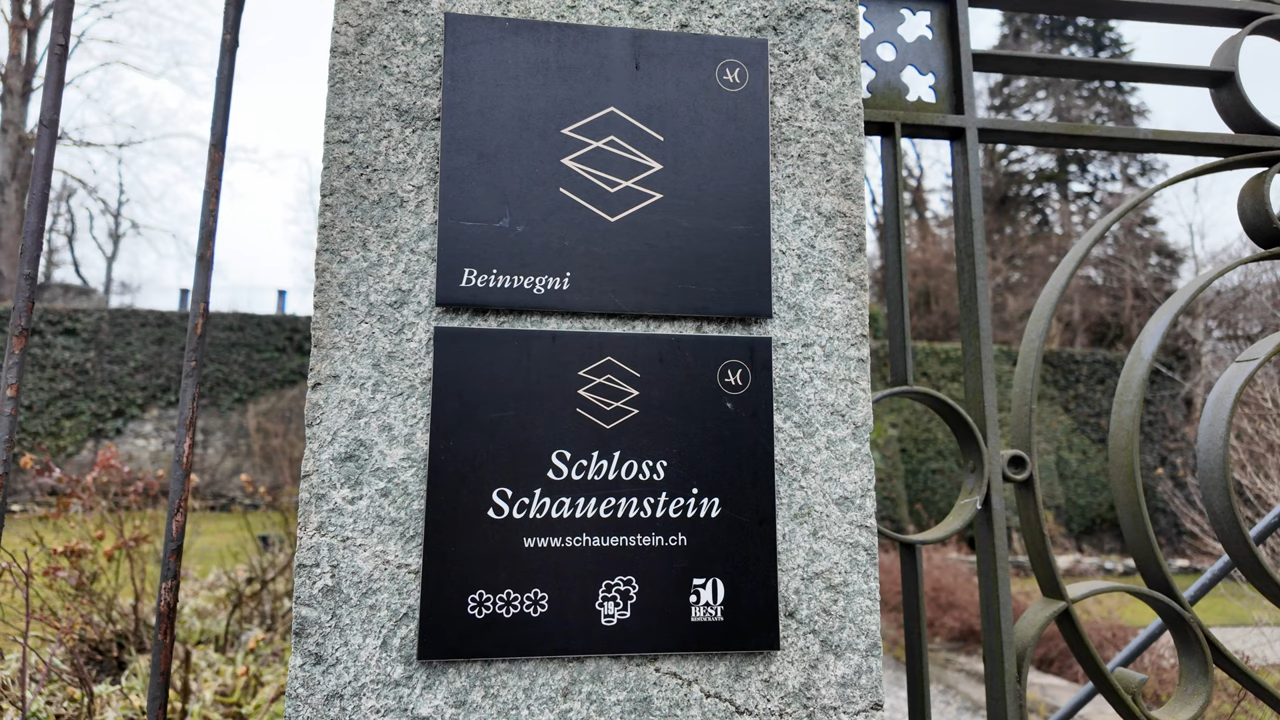 Beinvegni
Schloss
Schauenstein
www.schauenstein.ch
19
50
BEST
RESTAURANTS